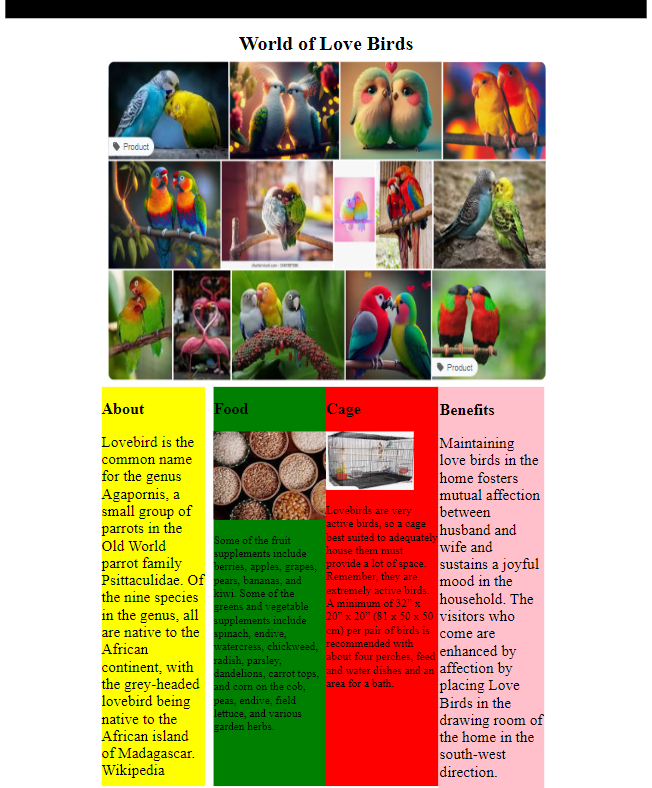 World of Love Birds
Product
Product
About
Lovebird is the
common name
for the genus
Agapornis, a
small group of
parrots in the
Old World
parrot family
Psittaculidae. Of
the nine species
in the genus, all
are native to the
African
continent, with
the grey-headed
lovebird being
native to the
African island
of Madagascar.
Wikipedia
Food
Some of the fruit
supplements include
berries, apples, grapes,
pears, bananas, and
kiwi. Some of the
greens and vegetable
supplements include
spinach, endive,
watercress, chickweed,
radish, parsley,
dandelions, carrot tops,
and corn on the cob,
peas, endive, field
lettuce, and various
garden herbs.
Cage
Lovebirds are very
active birds, so a cage
best suited to adequately
house them must
provide a lot of space.
Remember, they are
extremely active birds.
A minimum of 32" x
20" x 20" (81 x 50 x 50
cm) per pair of birds is
recommended with
about four perches, feed
and water dishes and an
area for a bath.
Benefits
Maintaining
love birds in the
home fosters
mutual affection
between
husband and
wife and
sustains a joyful
mood in the
household. The
visitors who
come are
enhanced by
affection by
placing Love
Birds in the
drawing room of
the home in the
south-west
direction.